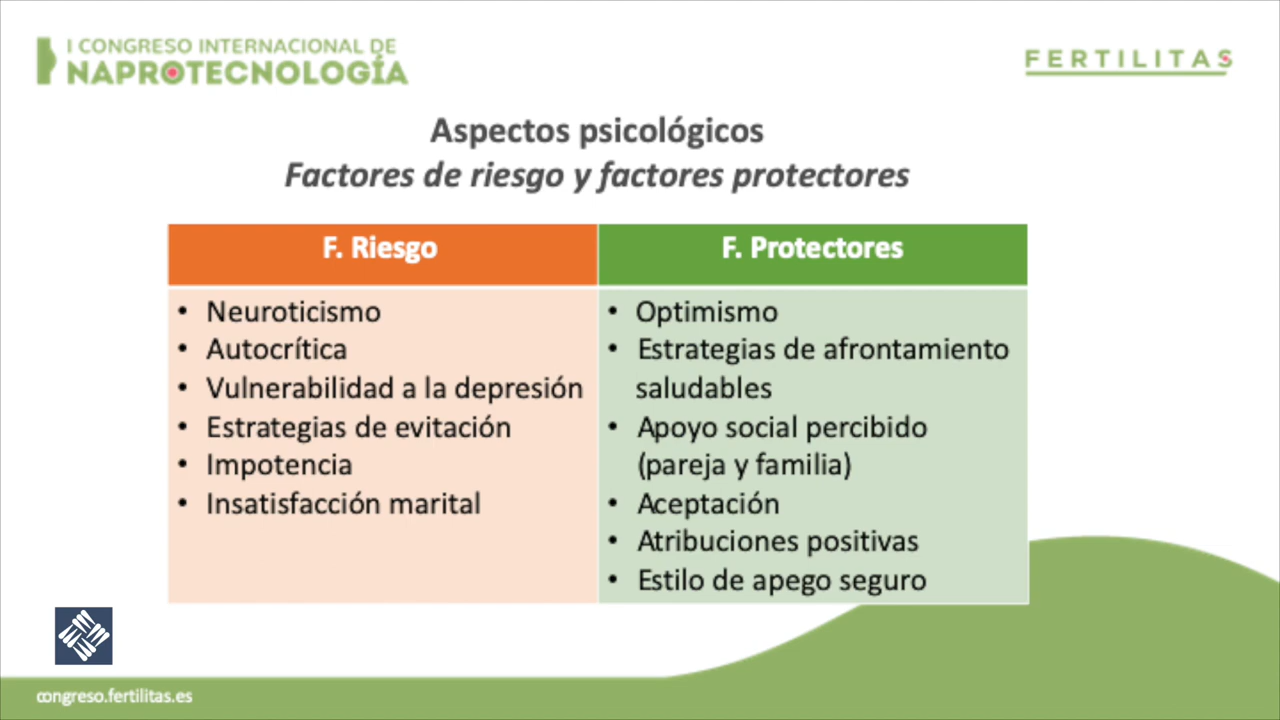 I CONGRESO INTERNACIONAL DE
NAPROTECNOLOGÍA
FERTILITAS
Aspectos psicológicos
Factores de riesgo y factores protectores
F. Riesgo
• Neuroticismo
• Autocrítica
• Vulnerabilidad a la depresión
• Estrategias de evitación
• Impotencia
• Insatisfacción marital
F. Protectores
• Optimismo
• Estrategias de afrontamiento
saludables
• Apoyo social percibido
(pareja y familia)
• Aceptación
• Atribuciones positivas
• Estilo de apego seguro
congreso.fertilitas.es